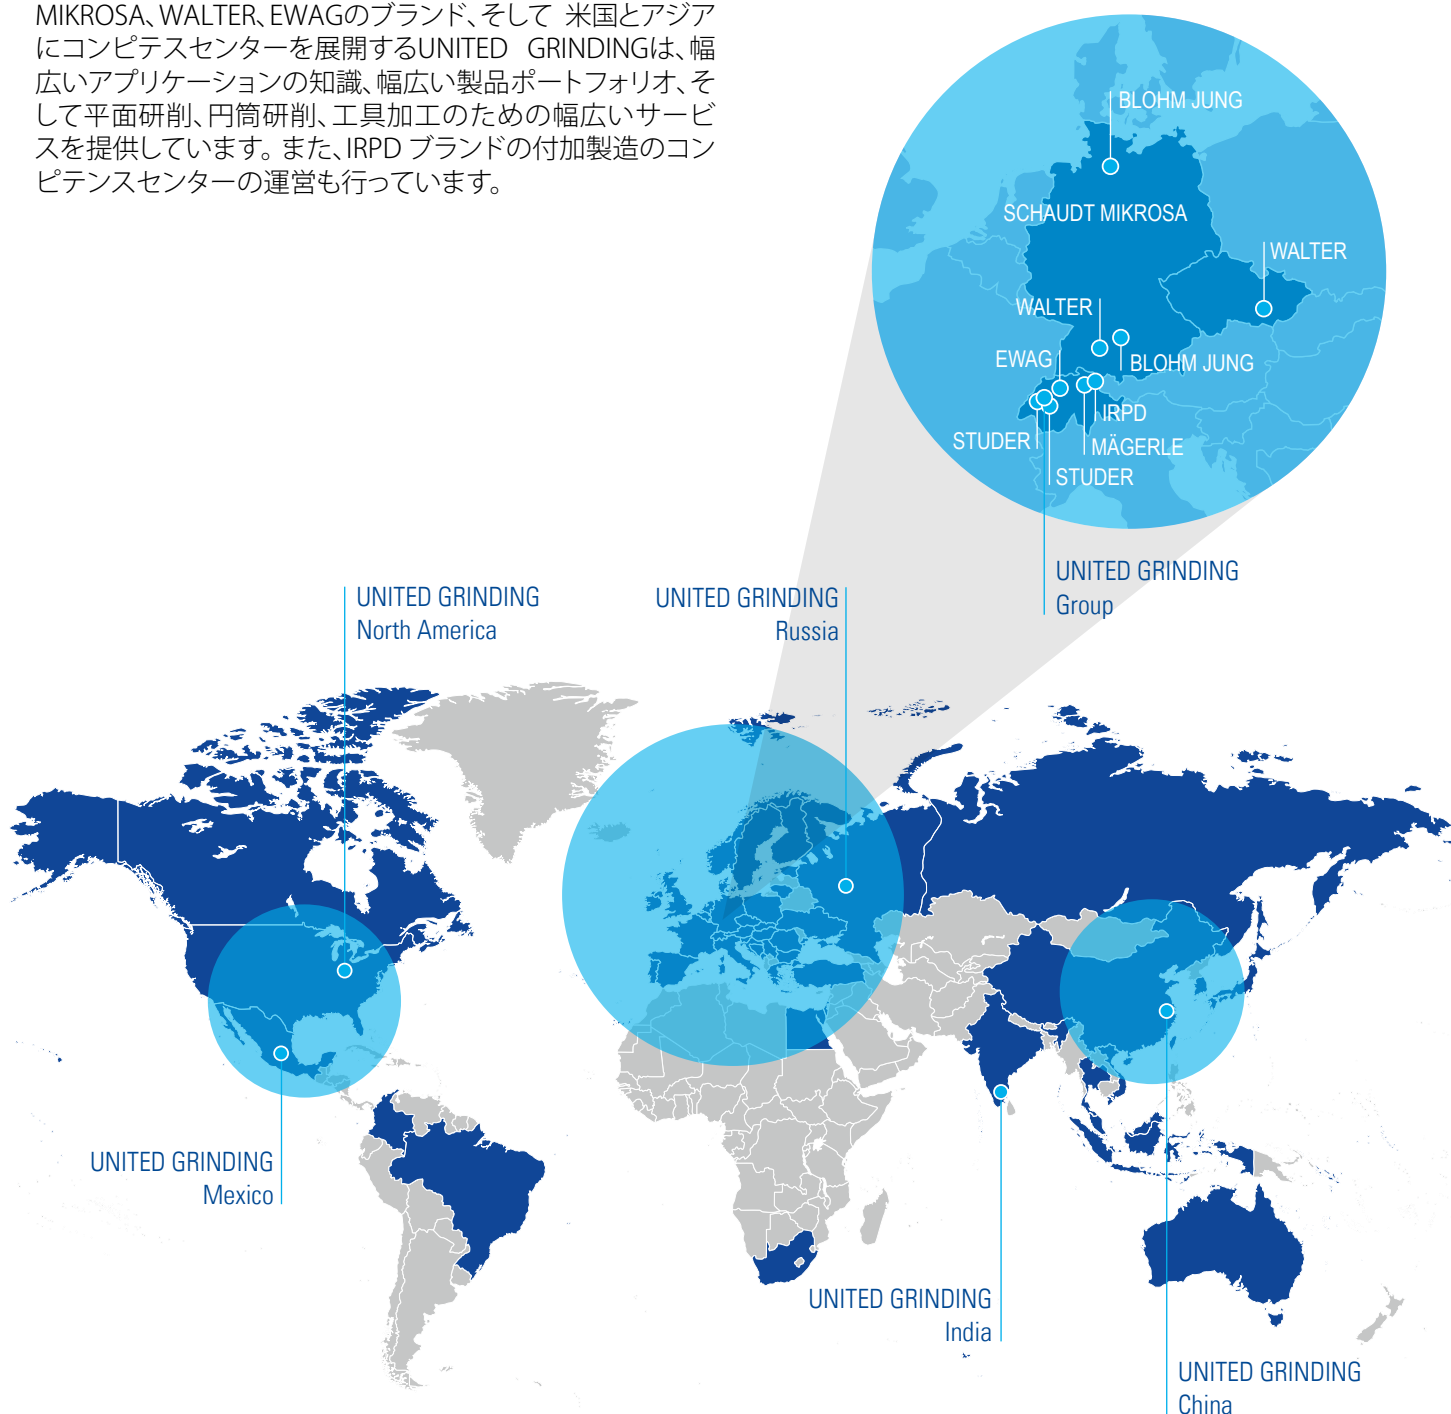 MIKROSA、WALTER、EWAGのブランド、そして 米国とアジア
にコンピテスセンターを展開するUNITED GRINDINGは、幅
広いアプリケーションの知識、幅広い製品ポートフォリオ、そ
して平面研削、円筒研削、工具加工のための幅広いサービ
スを提供しています。また、IRPD ブランドの付加製造のコン
ピテンスセンターの運営も行っています。
BLOHM JUNG
SCHAUDT MIKROSA
WALTER
WALTER
EWAG
BLOHM JUNG
IRPD
STUDER
MÄGERLE
STUDER
UNITED GRINDING
Group
UNITED GRINDING
North America
UNITED GRINDING
Russia
UNITED GRINDING
Mexico
UNITED GRINDING
India
UNITED GRINDING
China